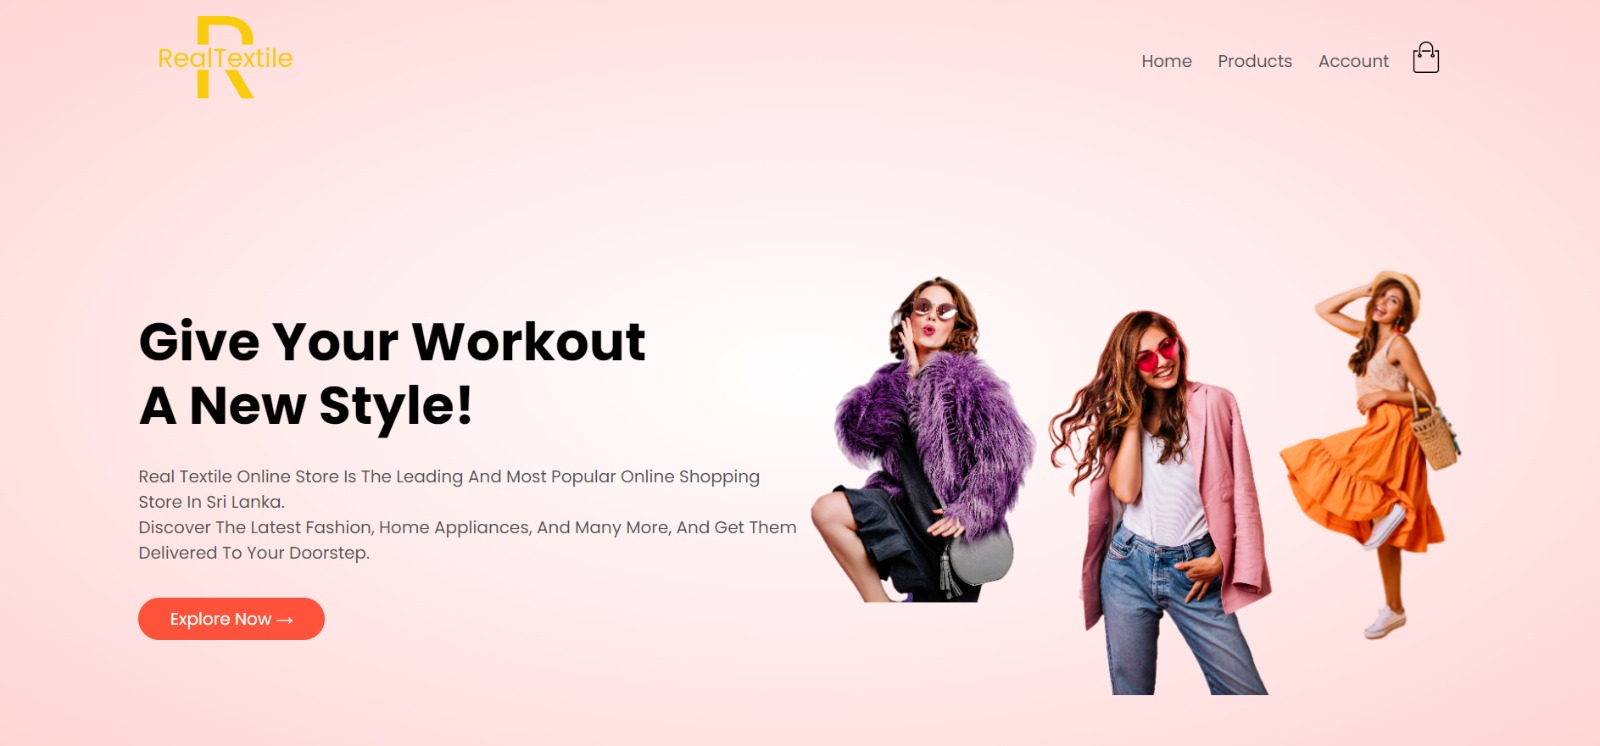 RealTextile
R
Home Products Account
Give Your Workout
A New Style!
Real Textile Online Store Is The Leading And Most Popular Online Shopping
Store In Sri Lanka.
Discover The Latest Fashion, Home Appliances, And Many More, And Get Them
Delivered To Your Doorstep.
Explore Now →